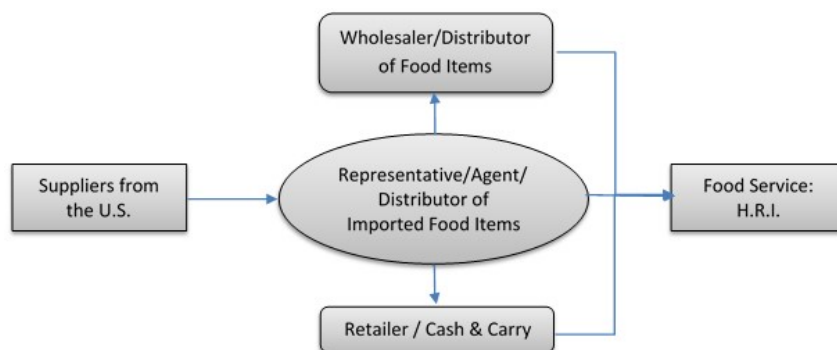 Wholesaler/Distributor
of Food Items
Suppliers from
the U.S.
Representative/Agent/
Distributor of
Imported Food Items
Food Service:
H.R.I.
Retailer / Cash & Carry